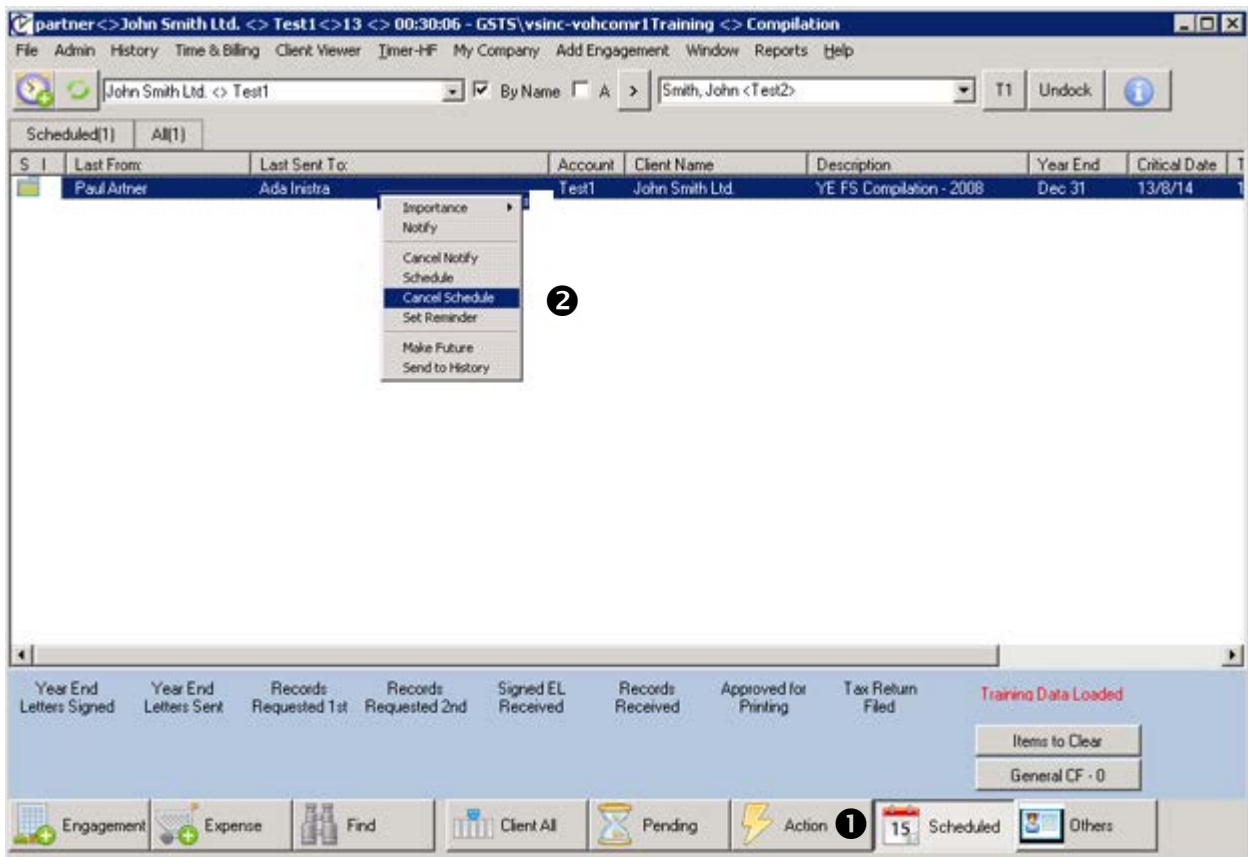 partner<>John Smith Ltd. <> Test1<>13 <> 00:30:06 - GSTS\vsinc-vohcomr1Training <> Compilation
File Admin History Time & Billing Client Viewer Timer-HF My Company Add Engagement Window Reports Help
John Smith Ltd. <> Test1 By Name A > Smith, John <Test2> T1 Undock
Scheduled(1) All(1)
S I Last From: Last Sent To: Account Client Name Description Year End Critical Date T
Paul Artner Ada Inistra Test1 John Smith Ltd. YE FS Compilation - 2008 Dec 31 13/8/14 1
Importance
Notify
Cancel Notify
Schedule
Cancel Schedule
❷
Set Reminder
Make Future
Send to History
Year End Letters Signed
Year End Letters Sent
Records Requested 1st
Records Requested 2nd
Signed EL Received
Records Received
Approved for Printing
Tax Return Filed
Training Data Loaded
Items to Clear
General CF - 0
Engagement Expense Find Client All Pending Action ❶ 15 Scheduled Others